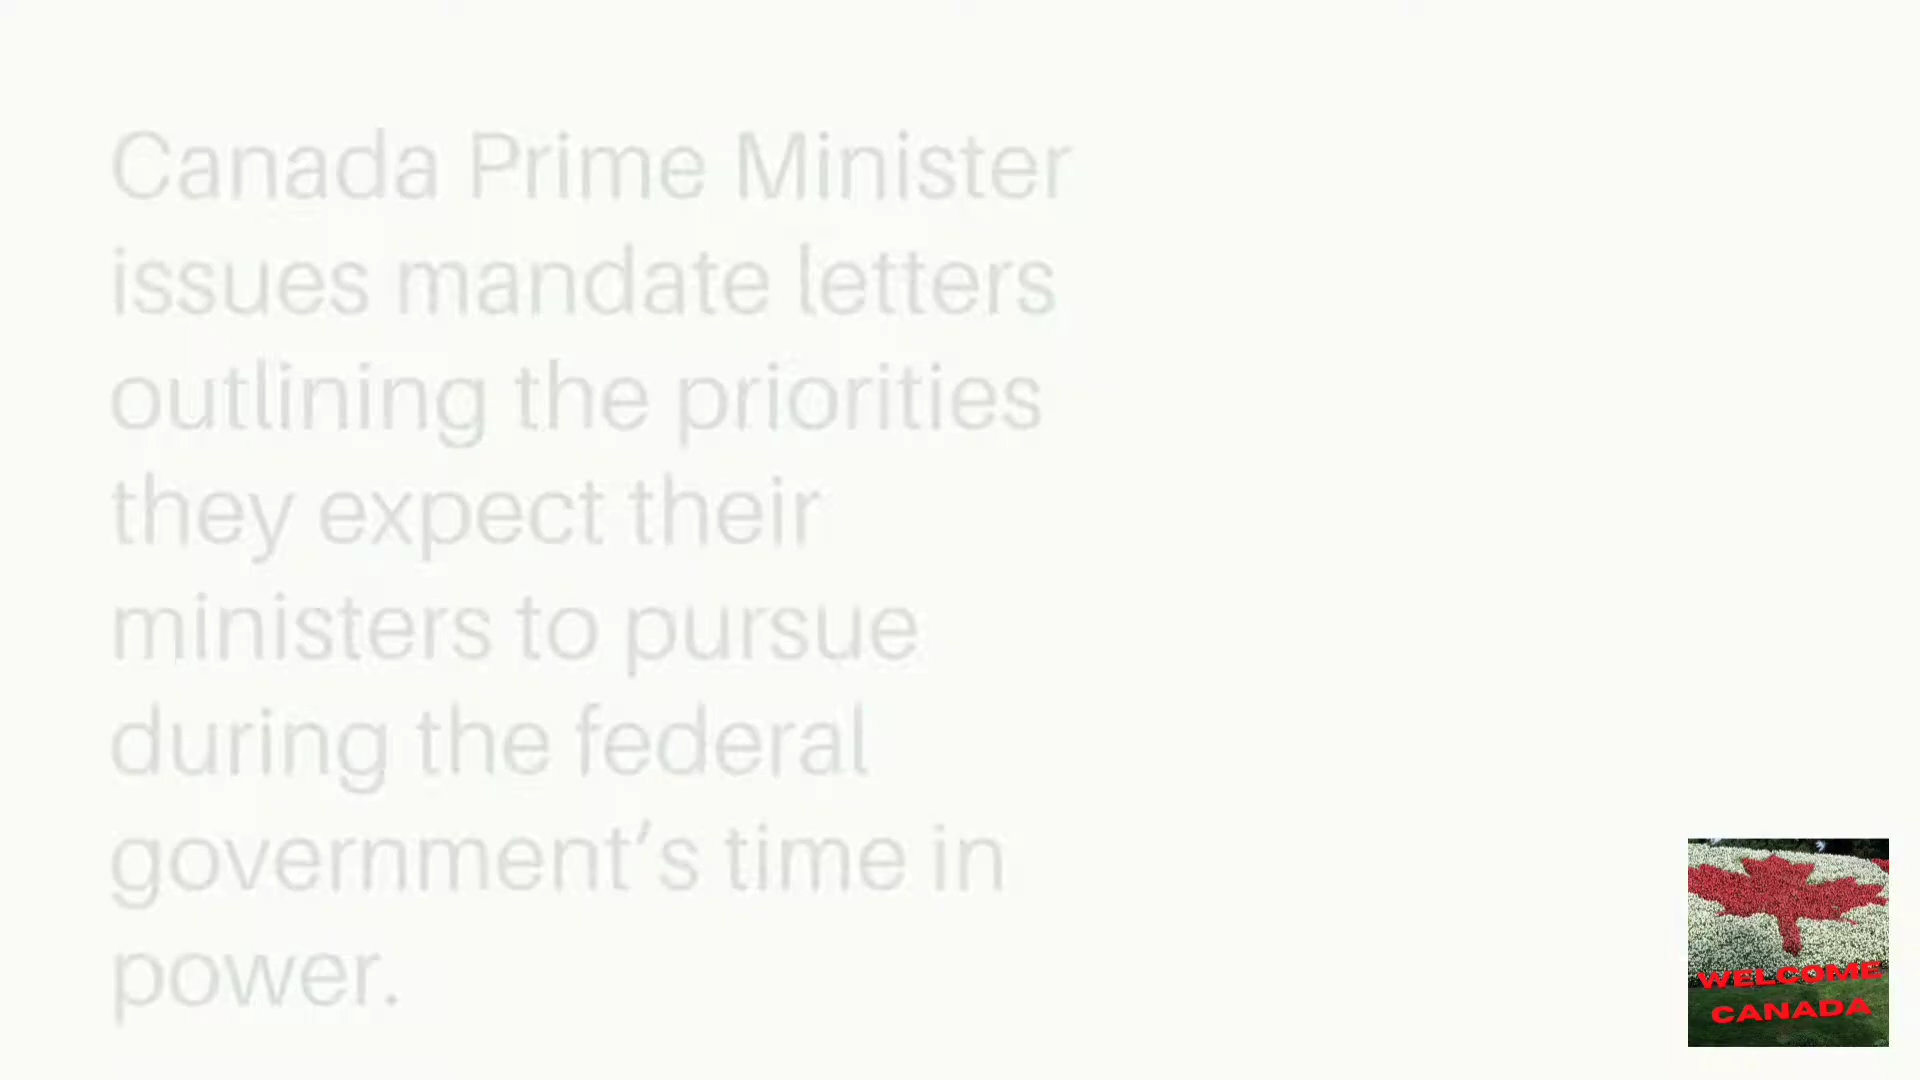 Canada Prime Minister
issues mandate letters
outlining the priorities
they expect their
ministers to pursue
during the federal
government’s time in
power.
WELCOME
CANADA